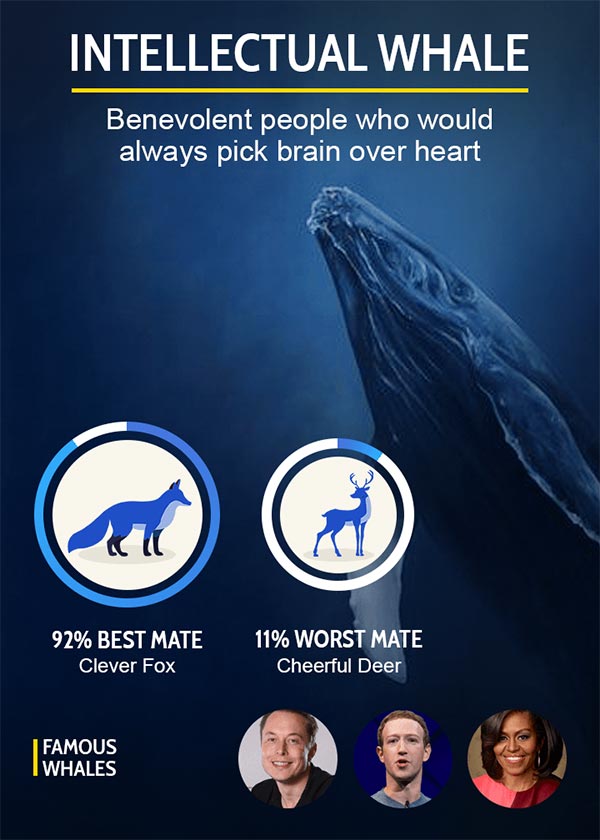 INTELLECTUAL WHALE
Benevolent people who would
always pick brain over heart
92% BEST MATE
Clever Fox
11% WORST MATE
Cheerful Deer
FAMOUS
WHALES